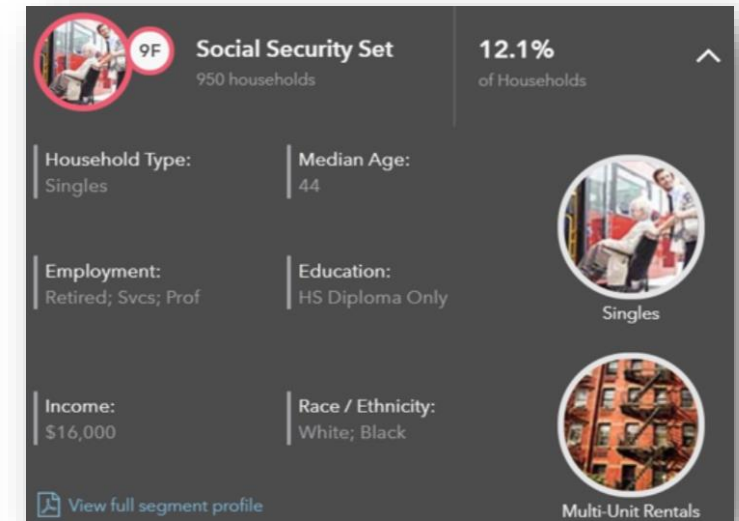 9F
Social Security Set
950 households
12.1%
of Households
Household Type:
Singles
Median Age:
44
Employment:
Retired; Svcs; Prof
Education:
HS Diploma Only
Singles
Income:
$16,000
Race / Ethnicity:
White; Black
View full segment profile
Multi-Unit Rentals